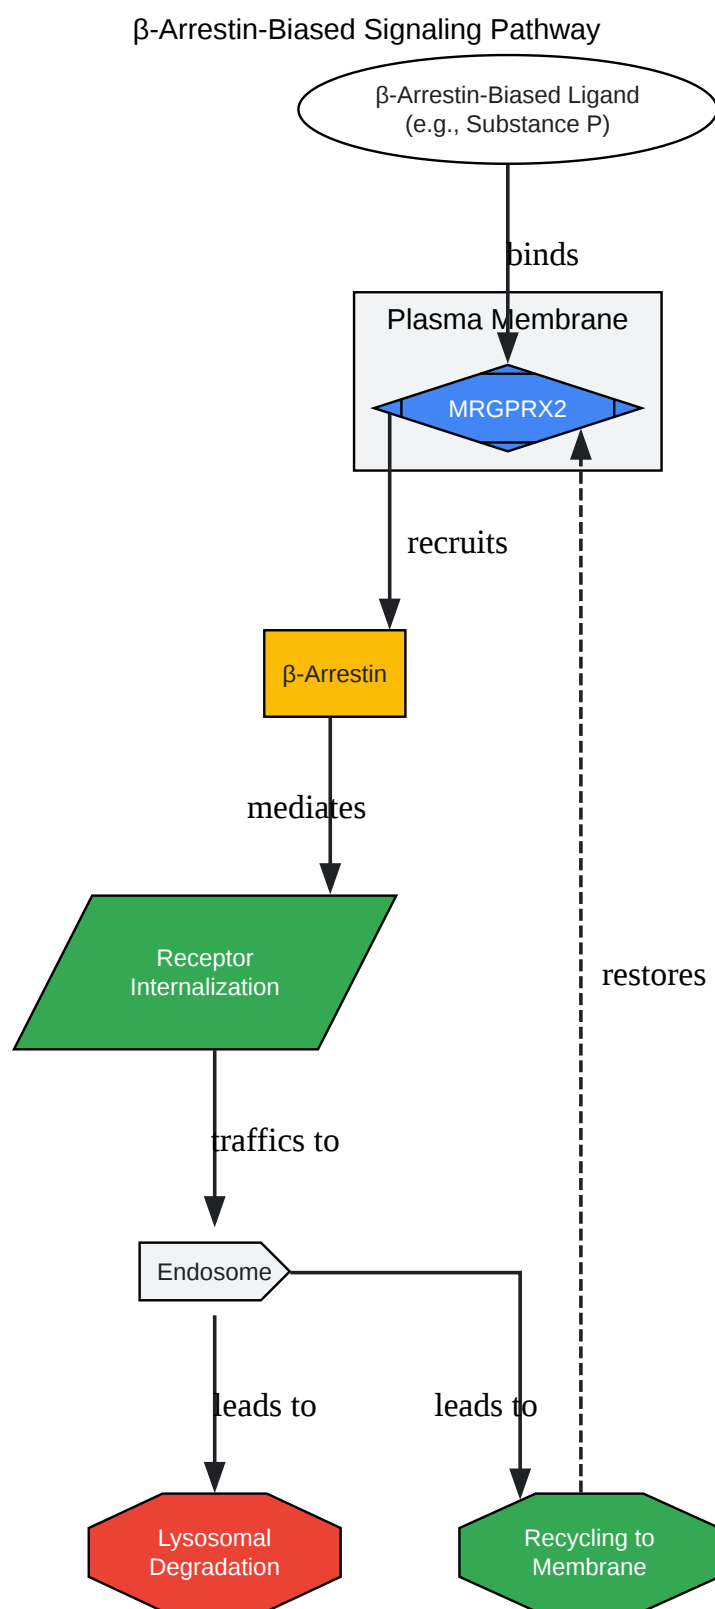 β-Arrestin-Biased Signaling Pathway
β-Arrestin-Biased Ligand
(e.g., Substance P)
binds
Plasma Membrane
MRGPRX2
recruits
β-Arrestin
mediates
Receptor
Internalization
restores
traffics to
Endosome
leads to
leads to
Lysosomal
Degradation
Recycling to
Membrane